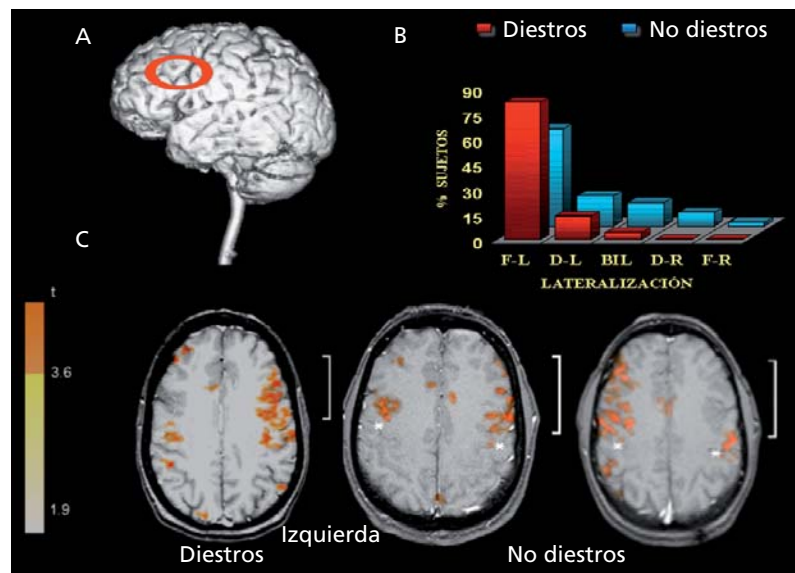 A
B
Diestros No diestros
% SUJETOS
90
75
60
45
30
15
0
F-L D-L BIL D-R F-R
LATERALIZACIÓN
C
t
3.6
1.9
Izquierda
Diestros
No diestros